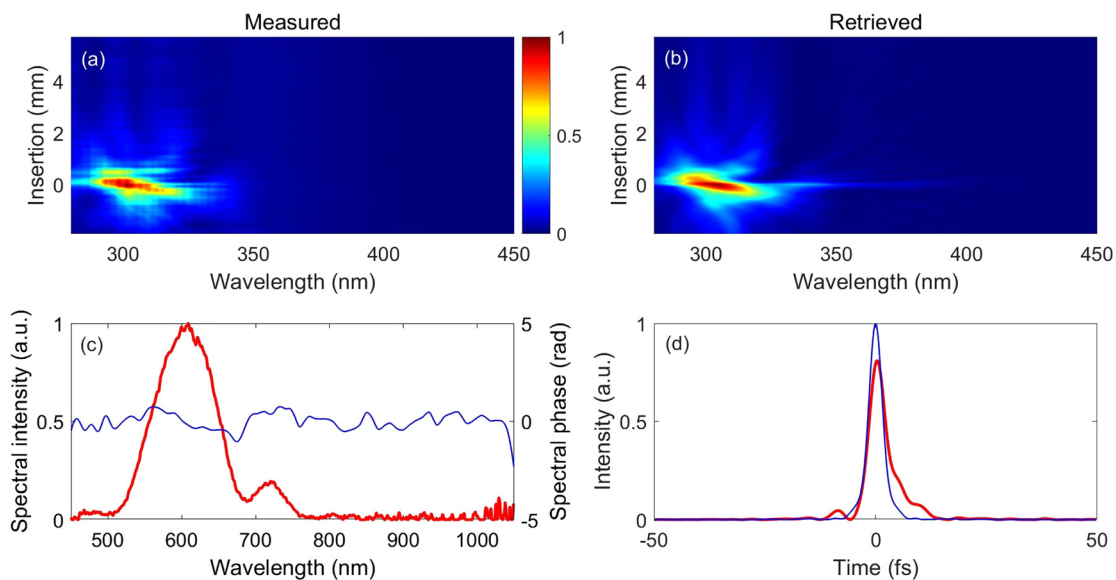 Measured
Retrieved
(a)
(b)
Insertion (mm)
4
2
0
1
0.5
0
Insertion (mm)
4
2
0
300
350
400
450
300
350
400
450
Wavelength (nm)
Wavelength (nm)
(c)
(d)
Spectral intensity (a.u.)
1
0.5
0
5
0
-5
Spectral phase (rad)
Intensity (a.u.)
1
0.5
0
500
600
700
800
900
1000
-50
0
50
Wavelength (nm)
Time (fs)